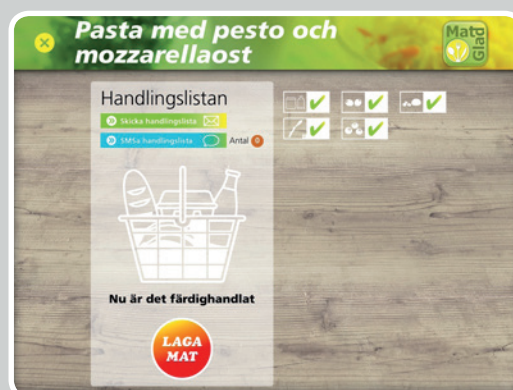 Pasta med pesto och
mozzarellaost
Matd
Glad
Handlingslistan
Skicka handlingslista
SMSa handlingslista
Antal 0
Nu är det färdighandlat
LAGA
MAT